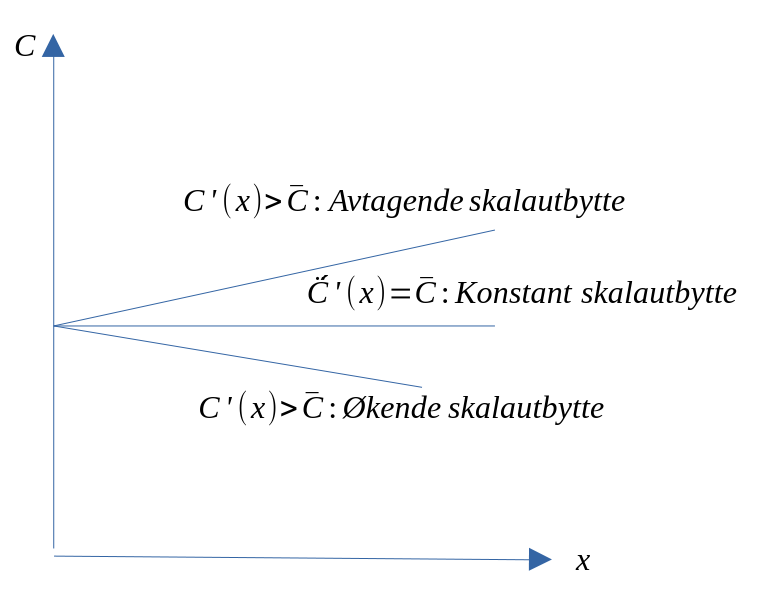 C
C'(x)>C̄: Avtagende skalautbytte
C̈́'(x)=C̄: Konstant skalautbytte
C'(x)>C̄: Økende skalautbytte
x